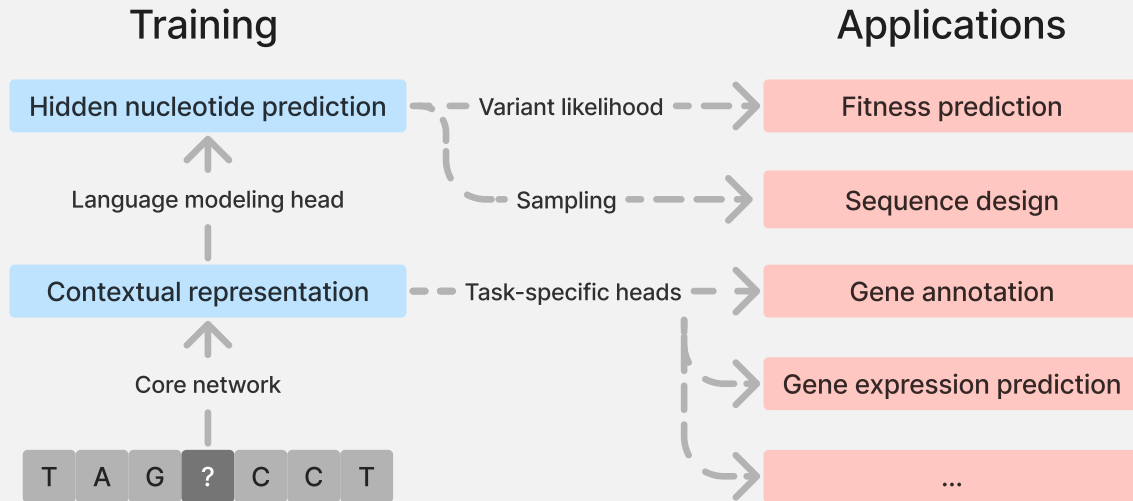 Training
Applications
Hidden nucleotide prediction
Variant likelihood
Fitness prediction
Language modeling head
Sampling
Sequence design
Contextual representation
Task-specific heads
Gene annotation
Core network
Gene expression prediction
T A G ? C C T
...